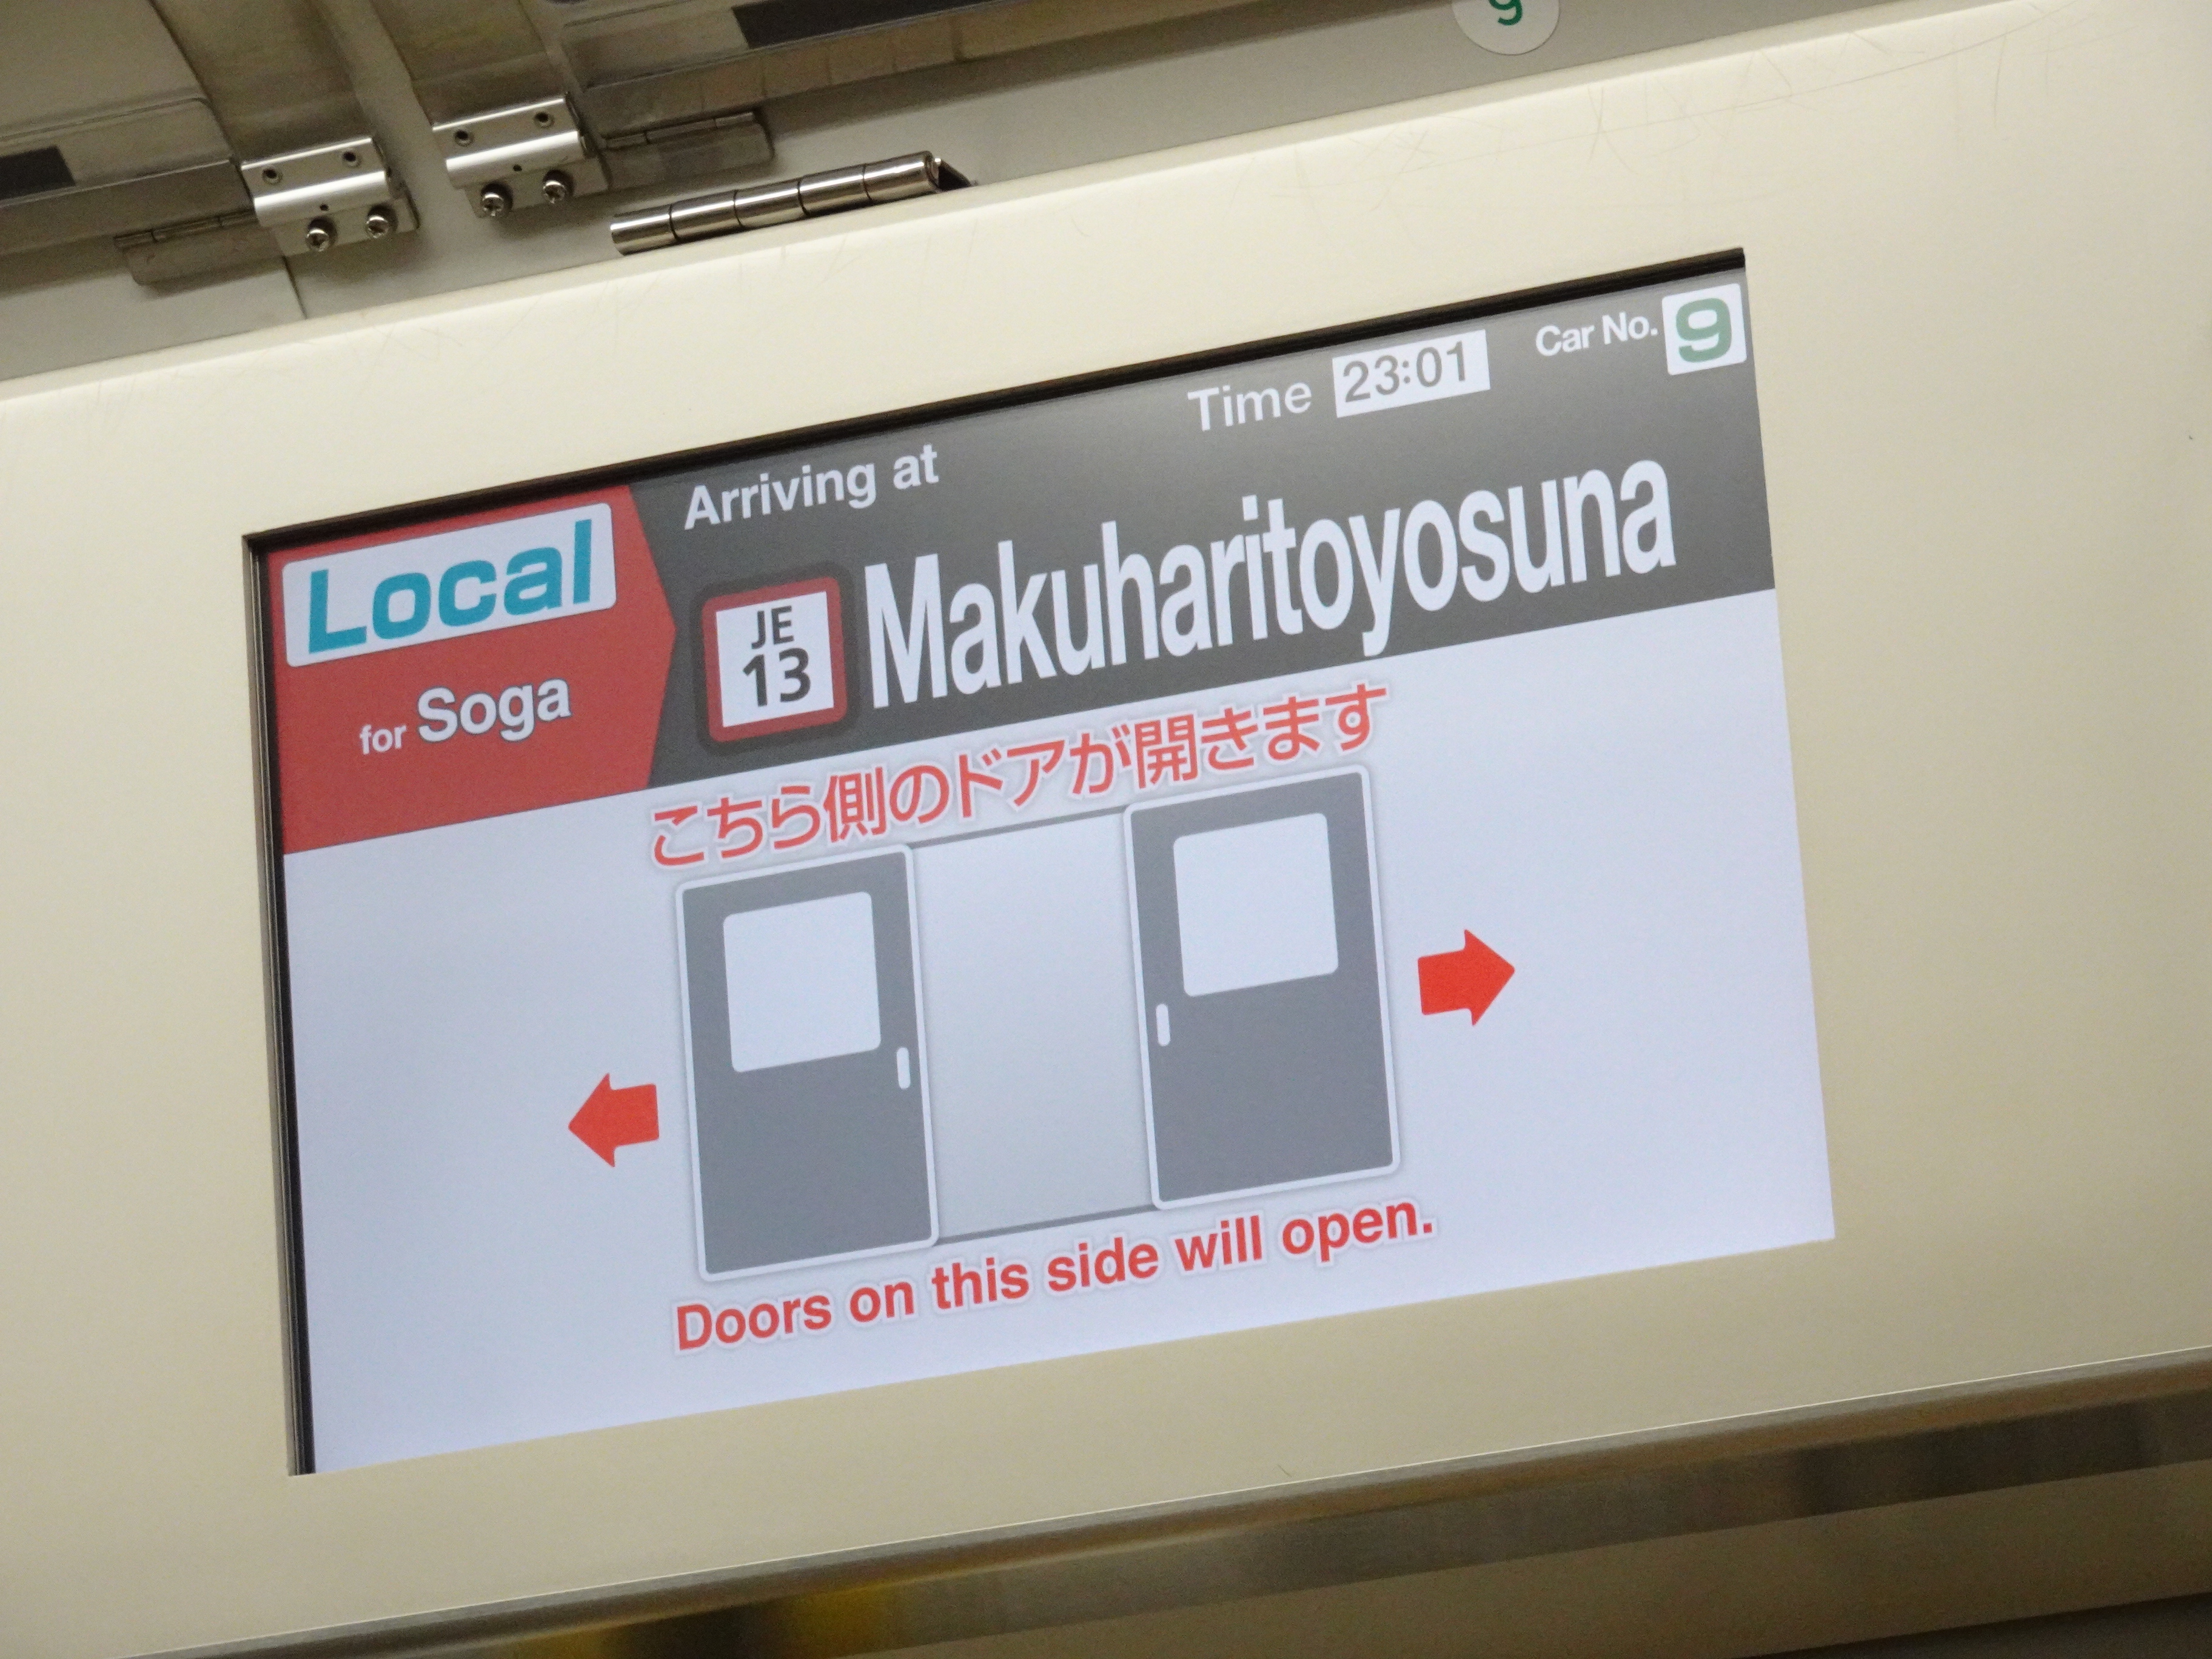 9
Time 23:01 Car No. 9
Local
for Soga
Arriving at
JE
13
Makuharitoyosuna
こちら側のドアが開きます
Doors on this side will open.